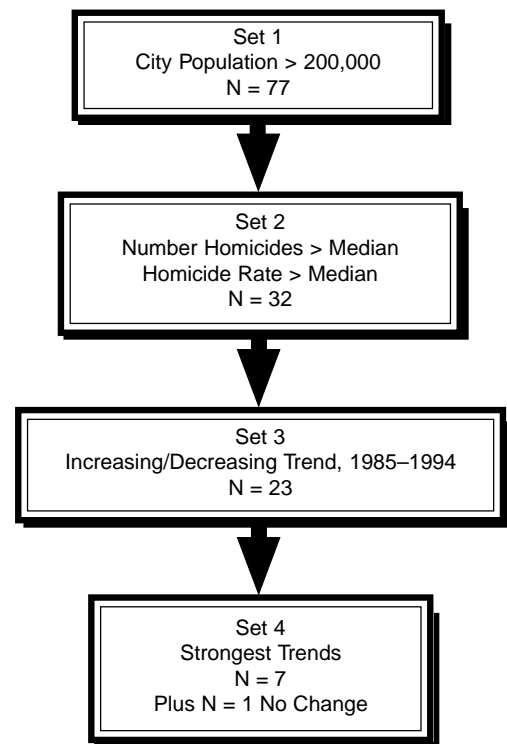 Set 1
City Population > 200,000
N = 77
Set 2
Number Homicides > Median
Homicide Rate > Median
N = 32
Set 3
Increasing/Decreasing Trend, 1985–1994
N = 23
Set 4
Strongest Trends
N = 7
Plus N = 1 No Change